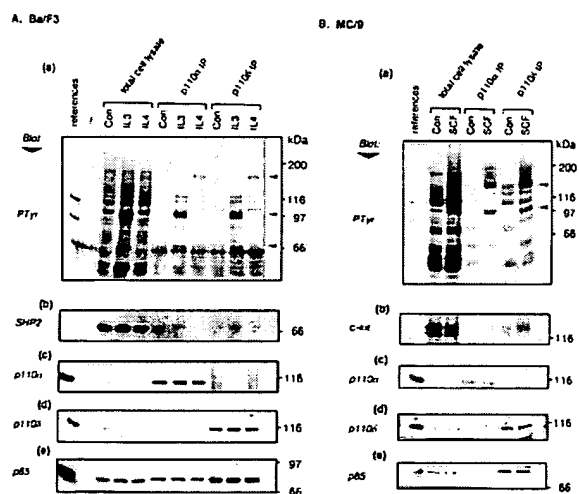 A. Ba/F3
(a)
references
total cell lysate
p110α IP
p110δ IP
Con
IL3
IL4
Con
IL3
IL4
Con
IL3
IL4
Blot
kDa
200
116
97
66
PTyr
(b)
SHP2
66
(c)
p110α
116
(d)
p110δ
116
(e)
p85
97
66
B. MC/9
(a)
references
total cell lysate
p110α IP
p110δ IP
Con
SCF
Con
SCF
Con
SCF
Blot:
kDa
200
116
97
66
PTyr
(b)
c-kit
116
(c)
p110α
116
(d)
p110δ
116
(e)
p85
66